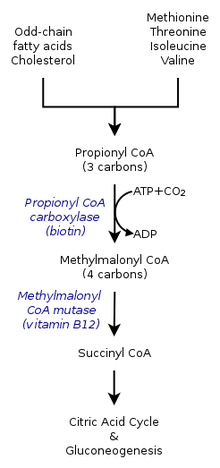 Odd-chain
fatty acids
Cholesterol
Methionine
Threonine
Isoleucine
Valine
Propionyl CoA
(3 carbons)
Propionyl CoA
carboxylase
(biotin)
ATP+CO₂
ADP
Methylmalonyl CoA
(4 carbons)
Methylmalonyl
CoA mutase
(vitamin B12)
Succinyl CoA
Citric Acid Cycle
&
Gluconeogenesis